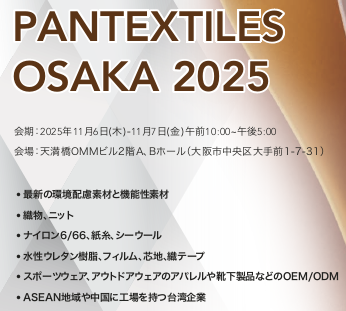 PANTEXTILES
OSAKA 2025
会期：2025年11月6日(木)-11月7日(金)午前10:00~午後5:00
会場：天満橋OMMビル2階A、Bホール（大阪市中央区大手前1-7-31）
•最新の環境配慮素材と機能性素材
•織物、ニット
•ナイロン6/66、紙糸、シーウール
•水性ウレタン樹脂、フィルム、芯地、織テープ
•スポーツウェア、アウトドアウェアのアパレルや靴下製品などのOEM/ODM
•ASEAN地域や中国に工場を持つ台湾企業